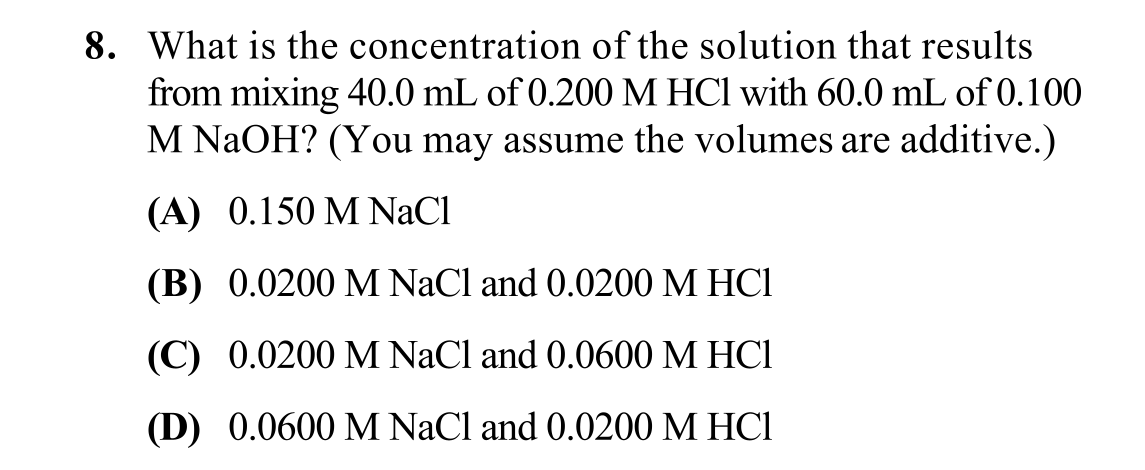 8. What is the concentration of the solution that results
from mixing 40.0 mL of 0.200 M HCl with 60.0 mL of 0.100
M NaOH? (You may assume the volumes are additive.)
(A) 0.150 M NaCl
(B) 0.0200 M NaCl and 0.0200 M HCl
(C) 0.0200 M NaCl and 0.0600 M HCl
(D) 0.0600 M NaCl and 0.0200 M HCl